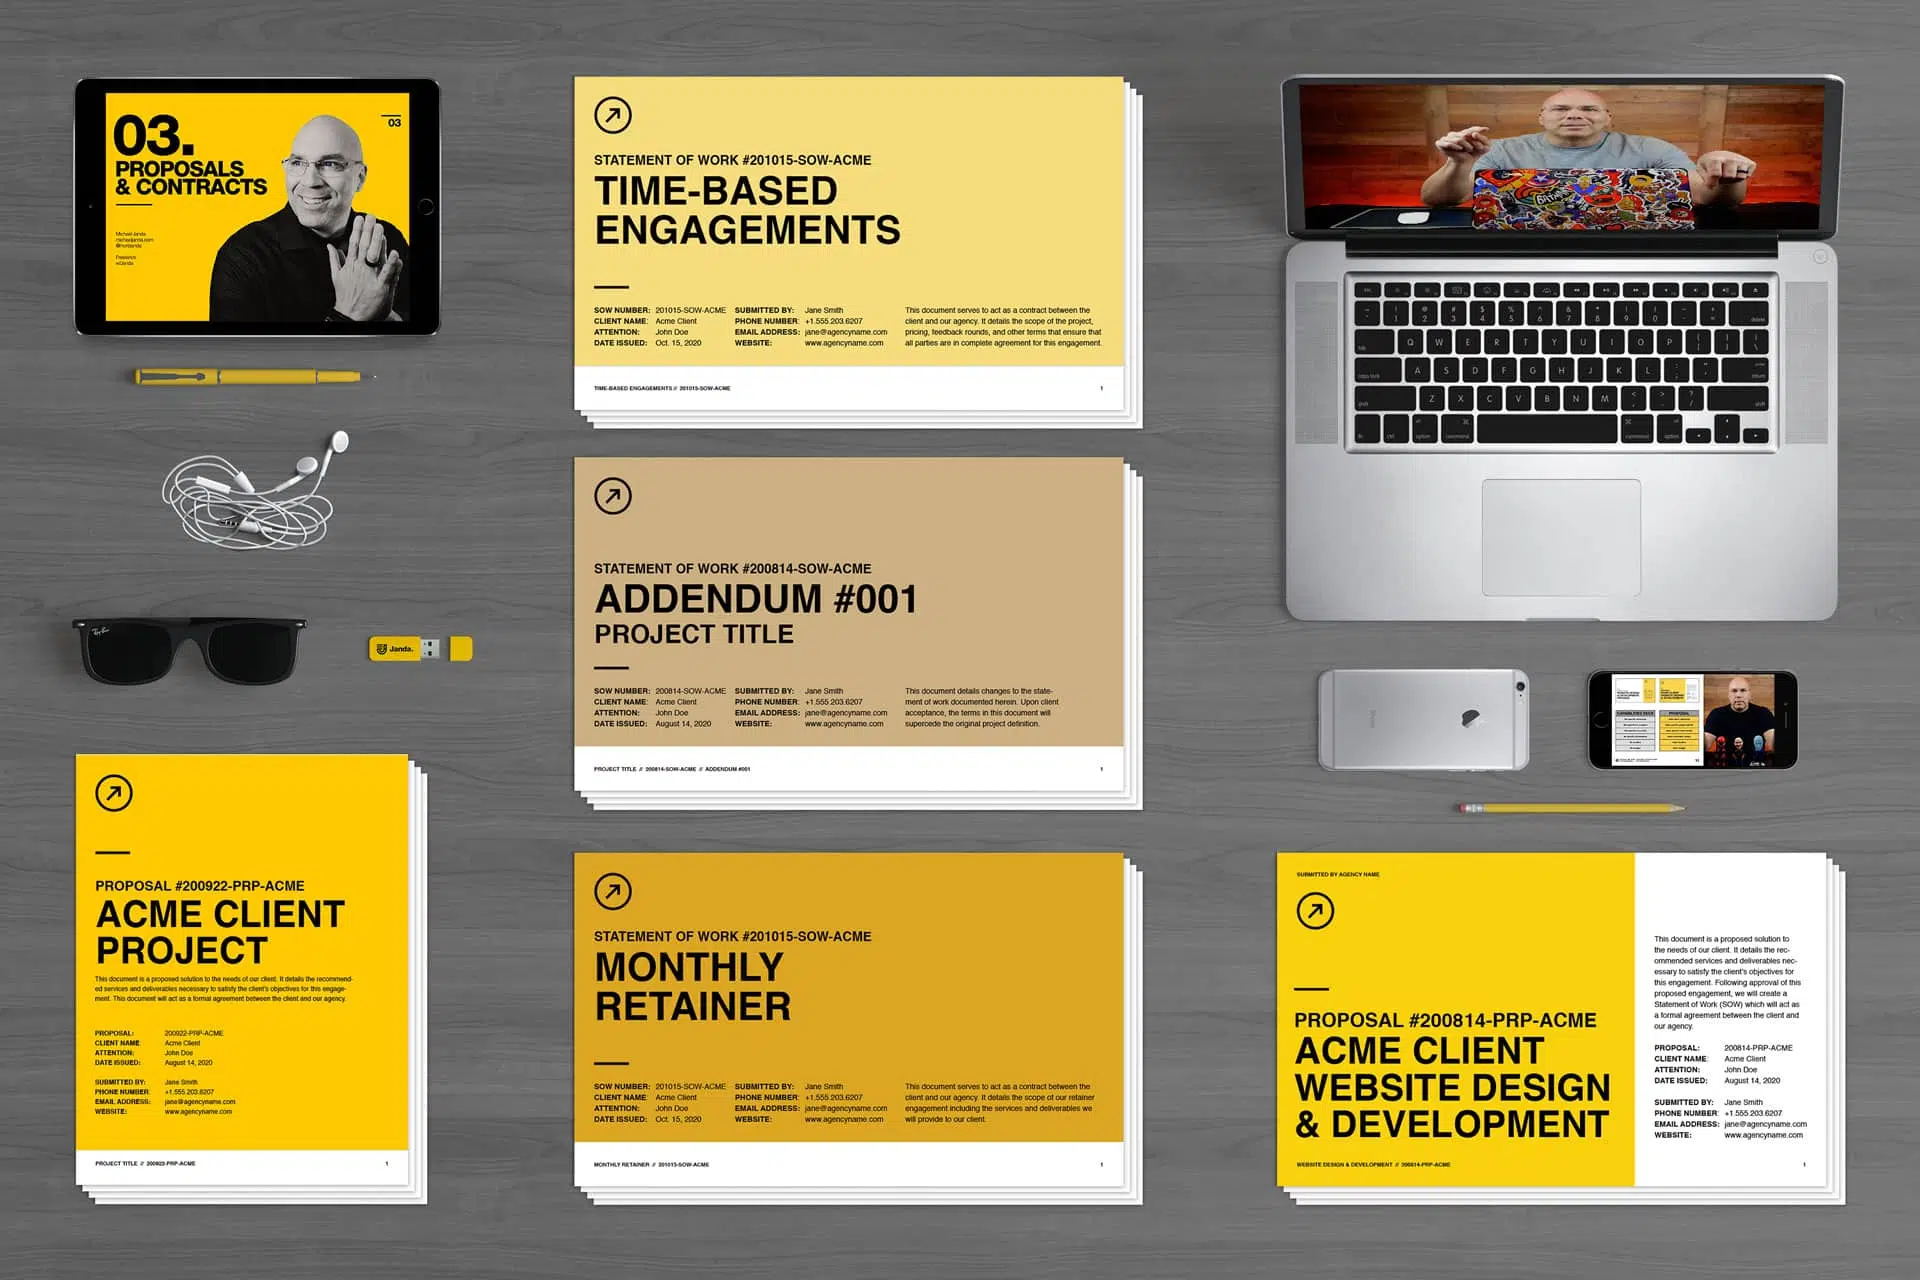 03.
PROPOSALS
& CONTRACTS
03
Michael Janda
michaeljanda.com
@morejanda
Freelance
w/Janda
STATEMENT OF WORK #201015-SOW-ACME
TIME-BASED
ENGAGEMENTS
SOW NUMBER: 201015-SOW-ACME SUBMITTED BY: Jane Smith
CLIENT NAME: Acme Client PHONE NUMBER: +1.555.203.6207
ATTENTION: John Doe EMAIL ADDRESS: jane@agencyname.com
DATE ISSUED: Oct. 15, 2020 WEBSITE: www.agencyname.com
This document serves to act as a contract between the
client and our agency. It details the scope of the project,
pricing, feedback rounds, and other terms that ensure that
all parties are in complete agreement for this engagement.
TIME-BASED ENGAGEMENTS // 201015-SOW-ACME 1
STATEMENT OF WORK #200814-SOW-ACME
ADDENDUM #001
PROJECT TITLE
SOW NUMBER: 200814-SOW-ACME SUBMITTED BY: Jane Smith
CLIENT NAME: Acme Client PHONE NUMBER: +1.555.203.6207
ATTENTION: John Doe EMAIL ADDRESS: jane@agencyname.com
DATE ISSUED: August 14, 2020 WEBSITE: www.agencyname.com
This document details changes to the state-
ment of work documented herein. Upon client
acceptance, the terms in this document will
supercede the original project definition.
PROJECT TITLE // 200814-SOW-ACME // ADDENDUM #001 1
STATEMENT OF WORK #201015-SOW-ACME
MONTHLY
RETAINER
SOW NUMBER: 201015-SOW-ACME SUBMITTED BY: Jane Smith
CLIENT NAME: Acme Client PHONE NUMBER: +1.555.203.6207
ATTENTION: John Doe EMAIL ADDRESS: jane@agencyname.com
DATE ISSUED: Oct. 15, 2020 WEBSITE: www.agencyname.com
This document serves to act as a contract between the
client and our agency. It details the scope of our retainer
engagement including the services and deliverables we
will provide to our client.
MONTHLY RETAINER // 201015-SOW-ACME 1
Ray-Ban
Janda.
PROPOSAL #200922-PRP-ACME
ACME CLIENT
PROJECT
This document is a proposed solution to the needs of our client. It details the recommend-
ed services and deliverables necessary to satisfy the client's objectives for this engage-
ment. This document will act as a formal agreement between the client and our agency.
PROPOSAL: 200922-PRP-ACME
CLIENT NAME: Acme Client
ATTENTION: John Doe
DATE ISSUED: August 14, 2020
SUBMITTED BY: Jane Smith
PHONE NUMBER: +1.555.203.6207
EMAIL ADDRESS: jane@agencyname.com
WEBSITE: www.agencyname.com
PROJECT TITLE // 200922-PRP-ACME 1
CAPABILITIES DECK PROPOSAL
SUBMITTED BY AGENCY NAME
PROPOSAL #200814-PRP-ACME
ACME CLIENT
WEBSITE DESIGN
& DEVELOPMENT
WEBSITE DESIGN & DEVELOPMENT // 200814-PRP-ACME
This document is a proposed solution to
the needs of our client. It details the rec-
ommended services and deliverables nec-
essary to satisfy the client's objectives for
this engagement. Following approval of this
proposed engagement, we will create a
Statement of Work (SOW) which will act as
a formal agreement between the client and
our agency.
PROPOSAL: 200814-PRP-ACME
CLIENT NAME: Acme Client
ATTENTION: John Doe
DATE ISSUED: August 14, 2020
SUBMITTED BY: Jane Smith
PHONE NUMBER: +1.555.203.6207
EMAIL ADDRESS: jane@agencyname.com
WEBSITE: www.agencyname.com
1